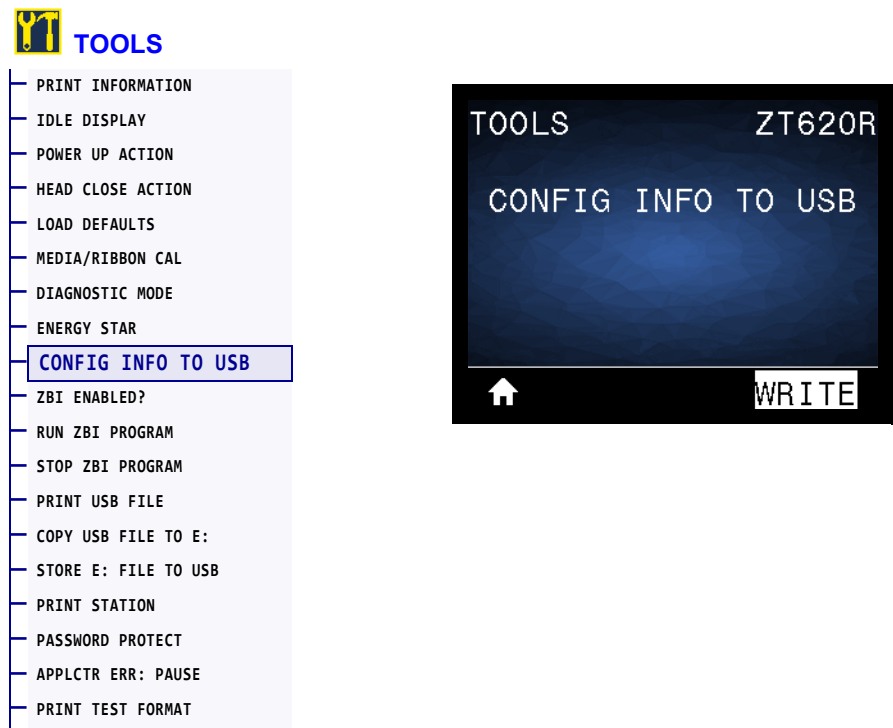 TOOLS
PRINT INFORMATION
IDLE DISPLAY
POWER UP ACTION
HEAD CLOSE ACTION
LOAD DEFAULTS
MEDIA/RIBBON CAL
DIAGNOSTIC MODE
ENERGY STAR
CONFIG INFO TO USB
ZBI ENABLED?
RUN ZBI PROGRAM
STOP ZBI PROGRAM
PRINT USB FILE
COPY USB FILE TO E:
STORE E: FILE TO USB
PRINT STATION
PASSWORD PROTECT
APPLCTR ERR: PAUSE
PRINT TEST FORMAT
TOOLS ZT620R
CONFIG INFO TO USB
WRITE